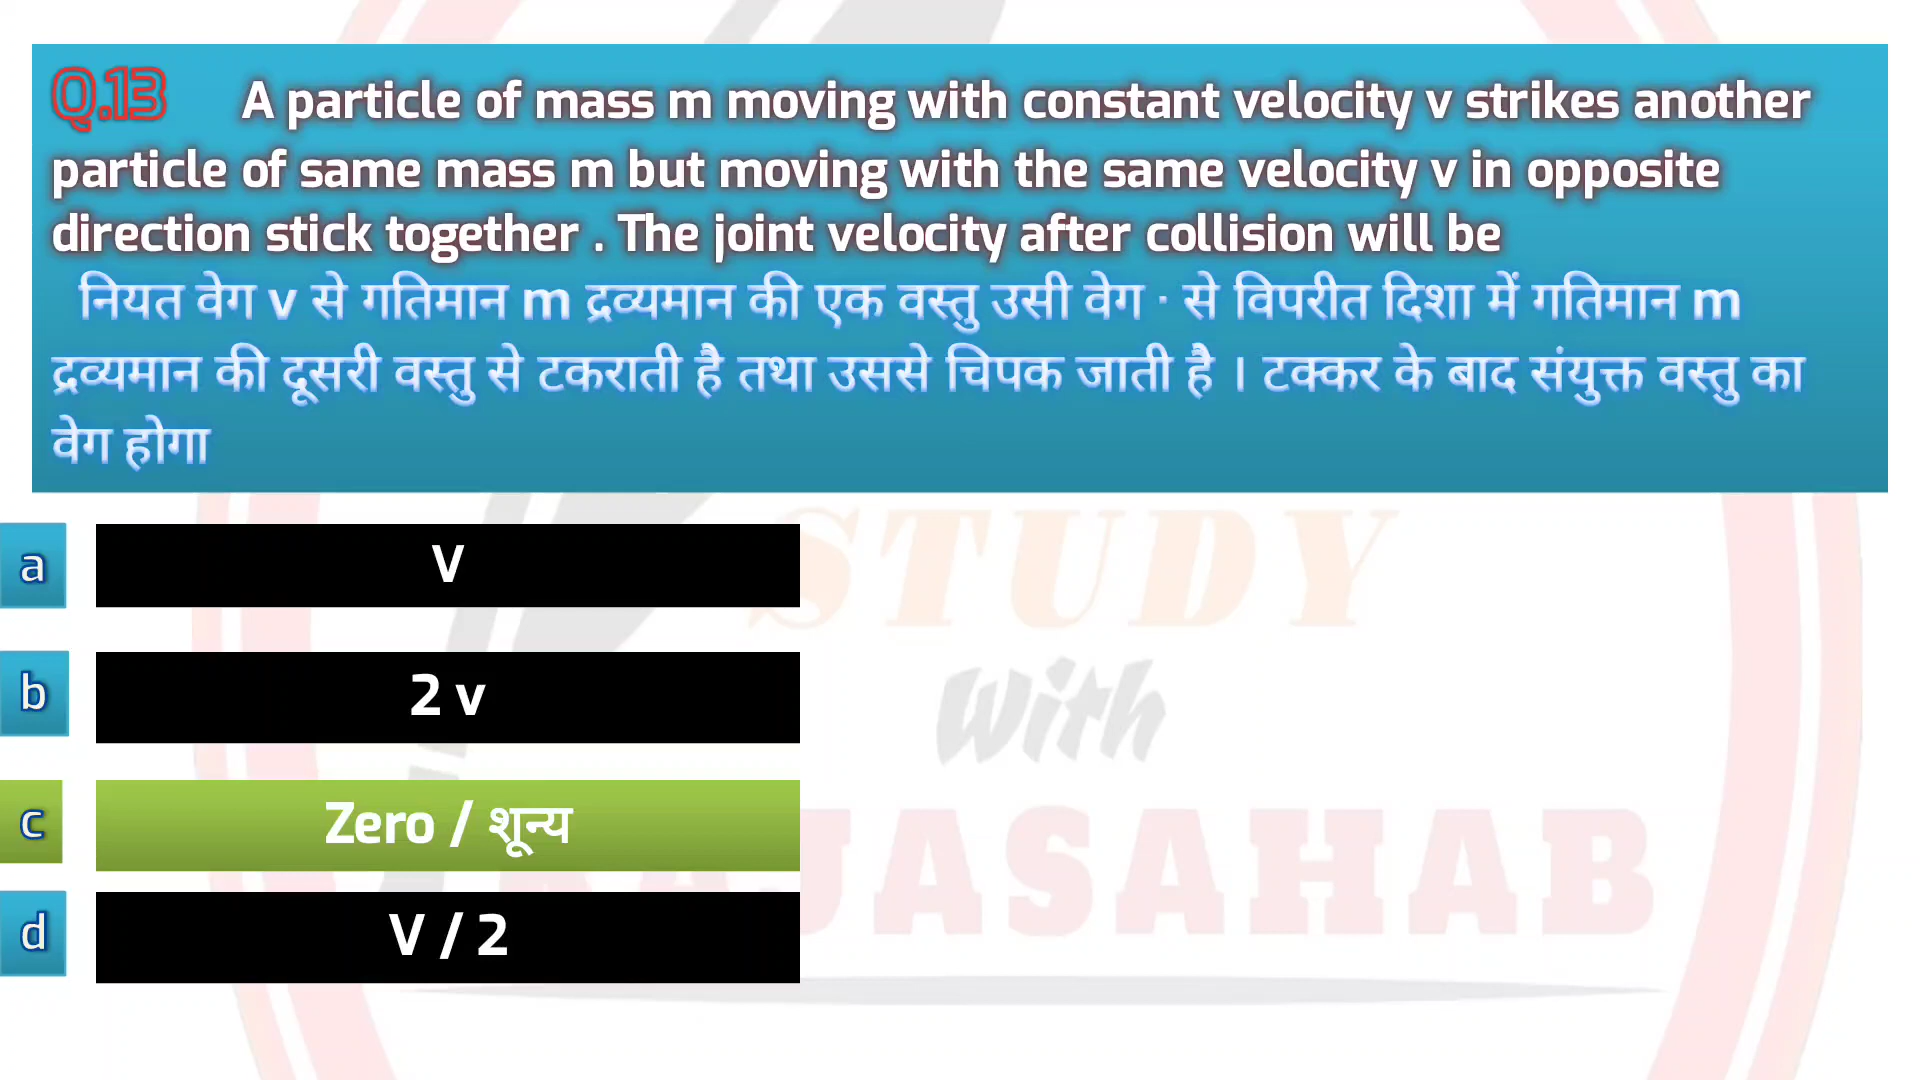 Q.13 A particle of mass m moving with constant velocity v strikes another
particle of same mass m but moving with the same velocity v in opposite
direction stick together . The joint velocity after collision will be
नियत वेग v से गतिमान m द्रव्यमान की एक वस्तु उसी वेग · से विपरीत दिशा में गतिमान m
द्रव्यमान की दूसरी वस्तु से टकराती है तथा उससे चिपक जाती है । टक्कर के बाद संयुक्त वस्तु का
वेग होगा
a V
b 2 v
c Zero / शून्य
d V / 2
STUDY
with
RAJASAHAB